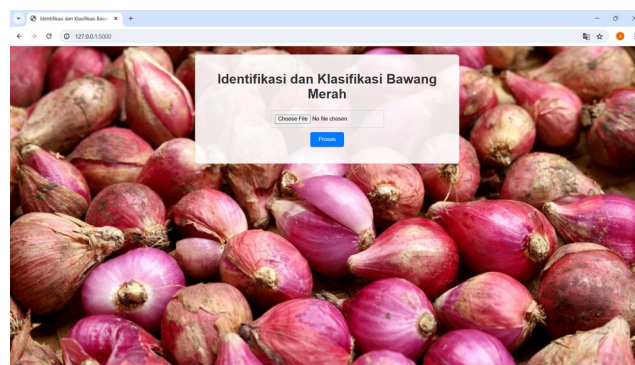 Identifikasi dan Klasifikasi Bawa
127.0.0.1:5000
Identifikasi dan Klasifikasi Bawang
Merah
Choose File No file chosen
Proses